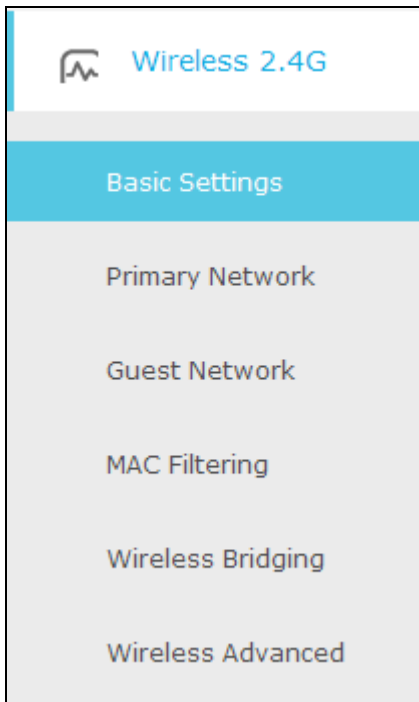 Wireless 2.4G
Basic Settings
Primary Network
Guest Network
MAC Filtering
Wireless Bridging
Wireless Advanced